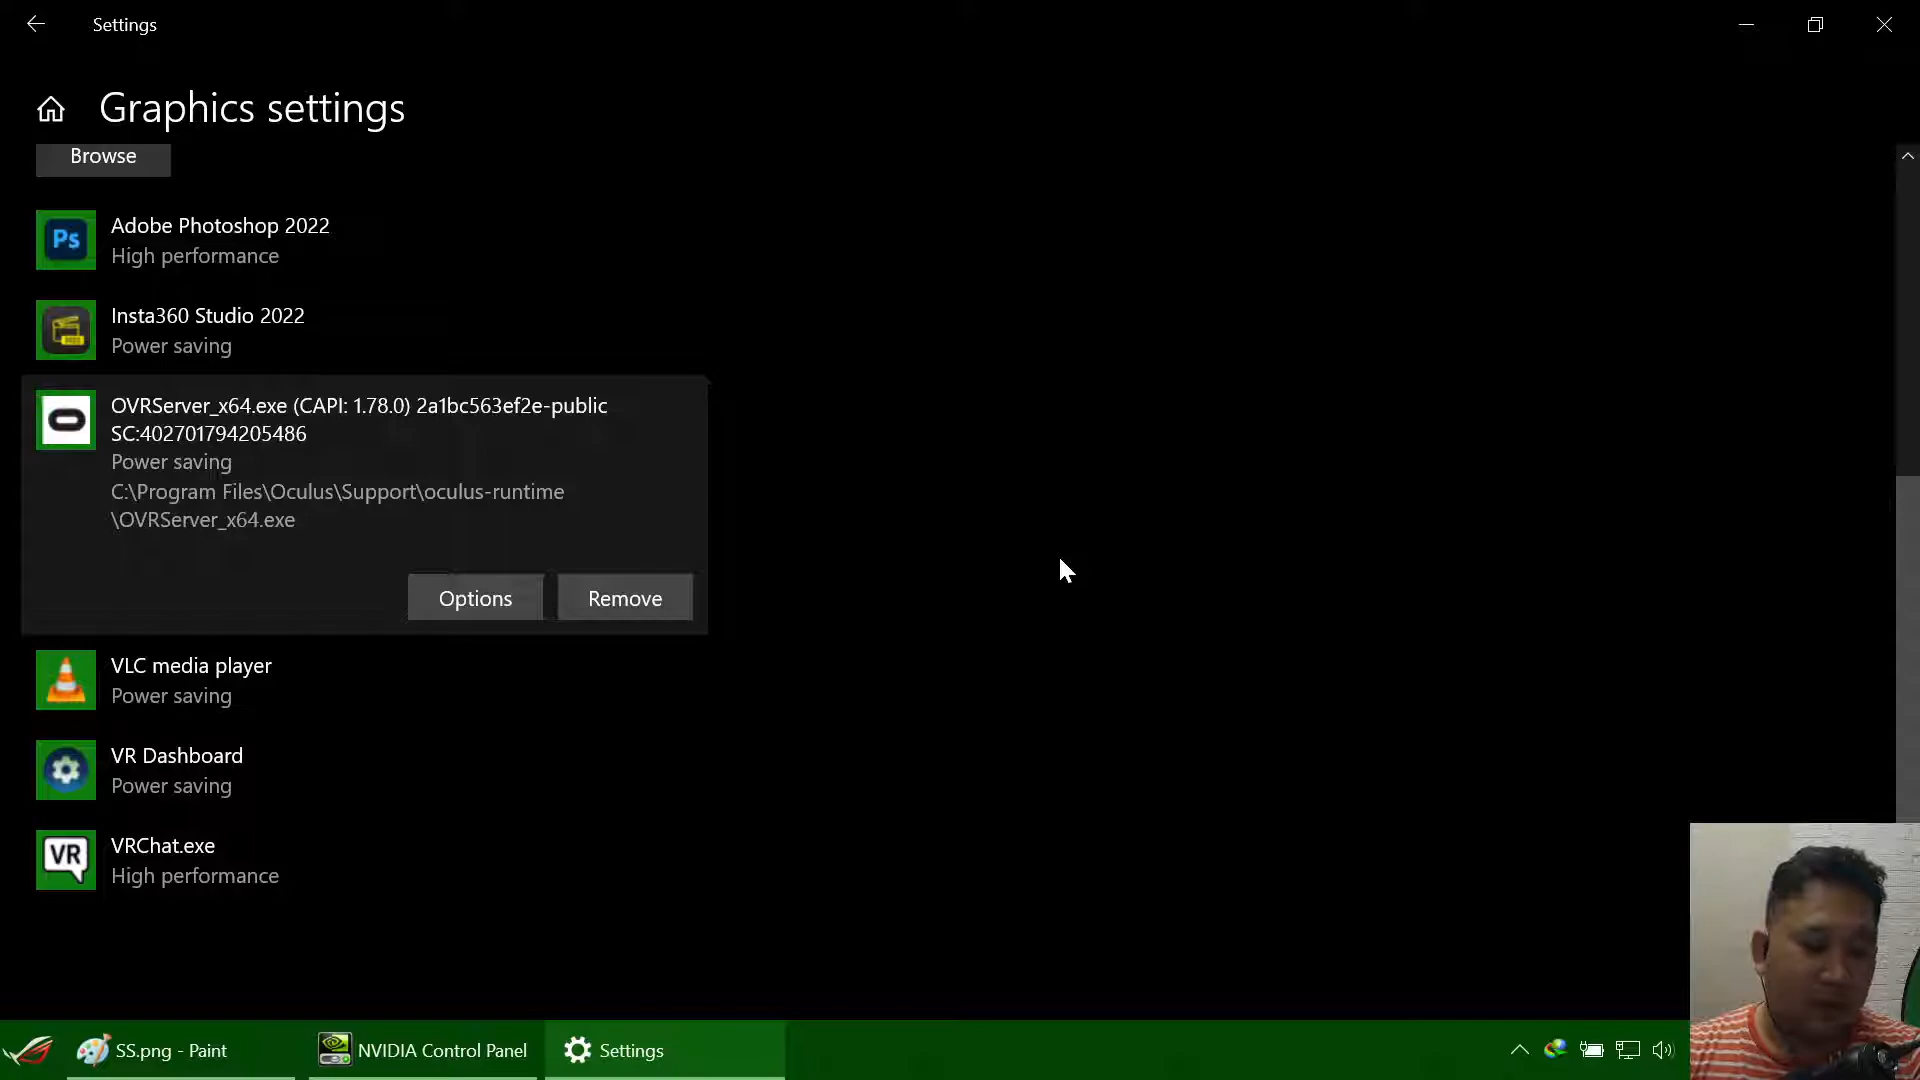 Settings
Graphics settings
Browse
Ps
Adobe Photoshop 2022
High performance
Insta360 Studio 2022
Power saving
OVRServer_x64.exe (CAPI: 1.78.0) 2a1bc563ef2e-public
SC:402701794205486
Power saving
C:\Program Files\Oculus\Support\oculus-runtime
\OVRServer_x64.exe
Options
Remove
VLC media player
Power saving
VR Dashboard
Power saving
VR
VRChat.exe
High performance
SS.png - Paint
NVIDIA Control Panel
Settings